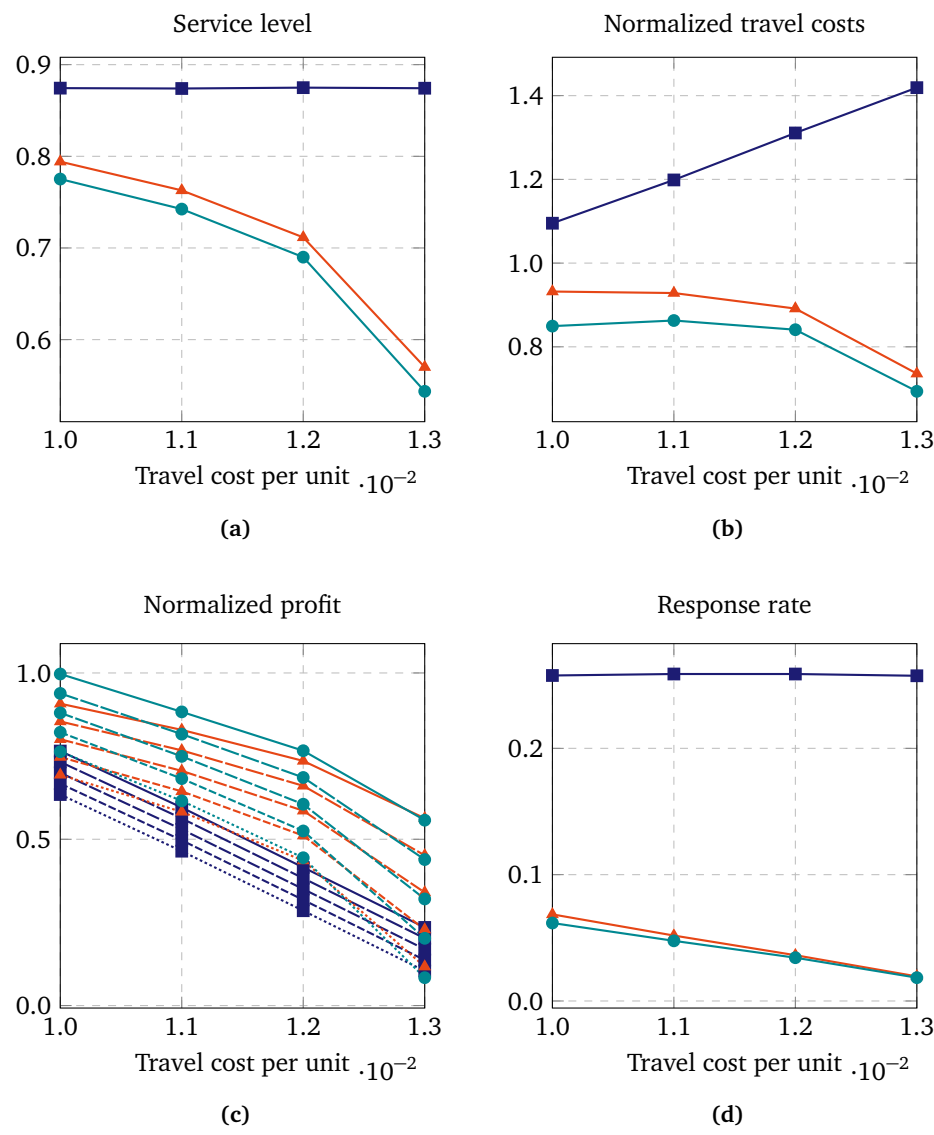 Service level
0.9
0.8
0.7
0.6
1.0 1.1 1.2 1.3
Travel cost per unit ·10⁻²
(a)
Normalized travel costs
1.4
1.2
1.0
0.8
1.0 1.1 1.2 1.3
Travel cost per unit ·10⁻²
(b)
Normalized profit
1.0
0.5
0.0
1.0 1.1 1.2 1.3
Travel cost per unit ·10⁻²
(c)
Response rate
0.2
0.1
0.0
1.0 1.1 1.2 1.3
Travel cost per unit ·10⁻²
(d)